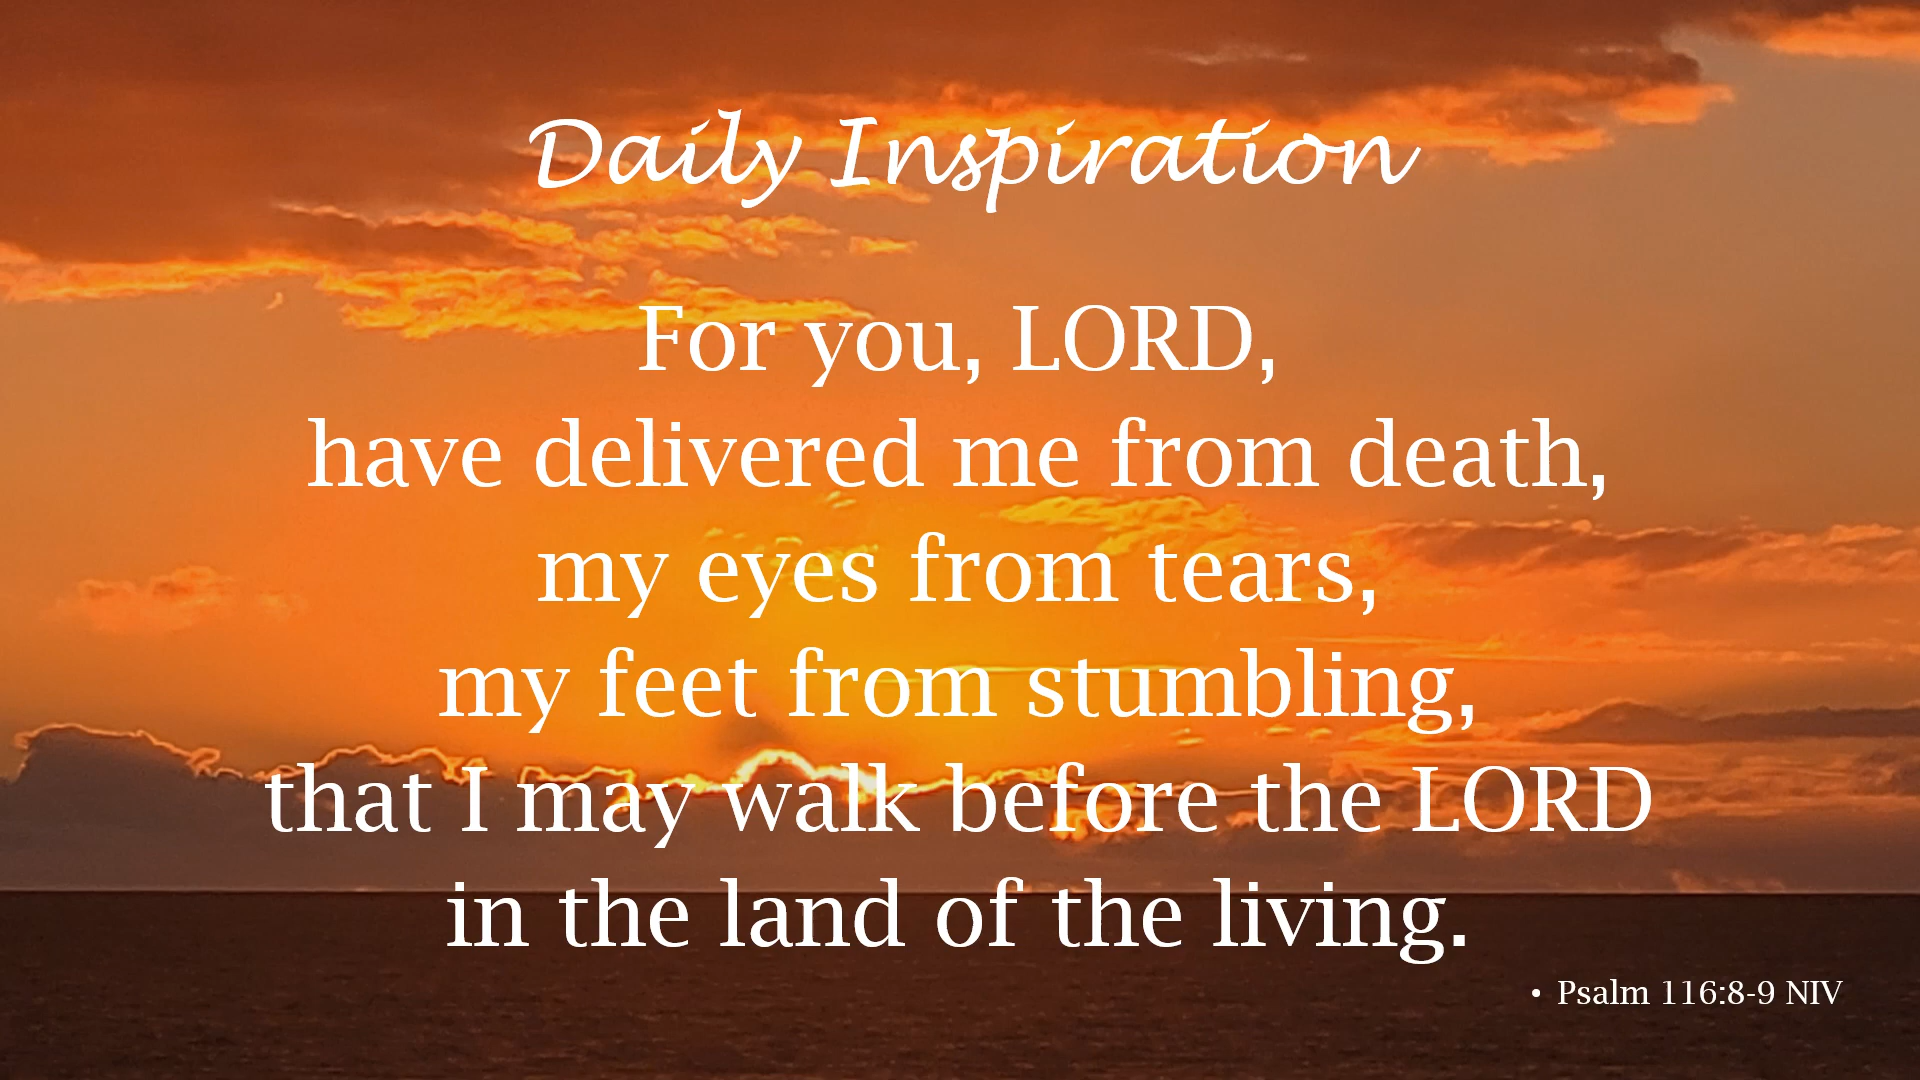 Daily Inspiration
For you, LORD,
have delivered me from death,
my eyes from tears,
my feet from stumbling,
that I may walk before the LORD
in the land of the living.
• Psalm 116:8-9 NIV